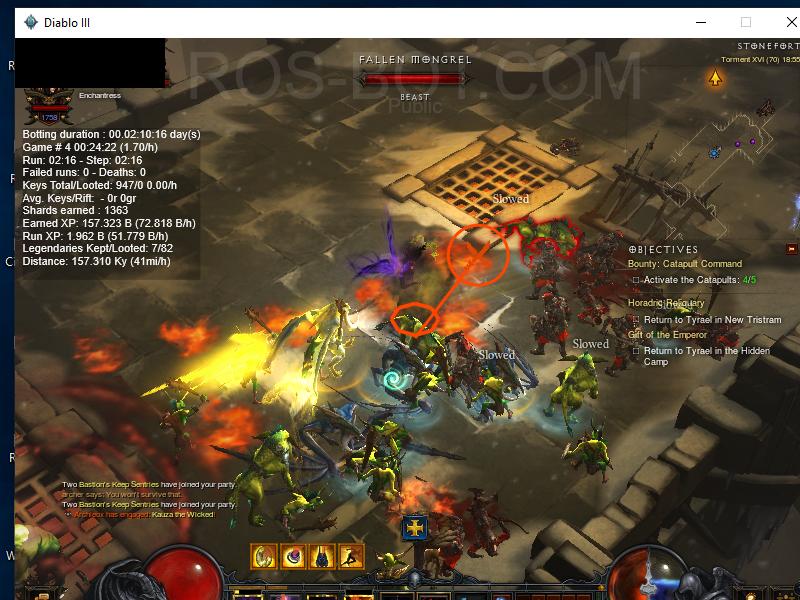 Diablo III
ROS-BOT.COM
Public
FALLEN MONGREL
BEAST
STONEFORT
Torment XVI (70) 18:55
Enchantress
1758
Botting duration : 00.02:10:16 day(s)
Game # 4 00:24:22 (1.70/h)
Run: 02:16 - Step: 02:16
Failed runs: 0 - Deaths: 0
Keys Total/Looted: 947/0 0.00/h
Avg. Keys/Rift: - 0r 0gr
Shards earned : 1363
Earned XP: 157.323 B (72.818 B/h)
Run XP: 1.962 B (51.779 B/h)
Legendaries Kept/Looted: 7/82
Distance: 157.310 Ky (41mi/h)
Slowed
OBJECTIVES
Bounty: Catapult Command
Activate the Catapults: 4/5
Horadric Reliquary
Return to Tyrael in New Tristram
Gift of the Emperor
Return to Tyrael in the Hidden
Camp
Slowed
Slowed
Two Bastion's Keep Sentries have joined your party.
archer says: You won't survive that.
Two Bastion's Keep Sentries have joined your party.
has engaged: Kauza the Wicked!